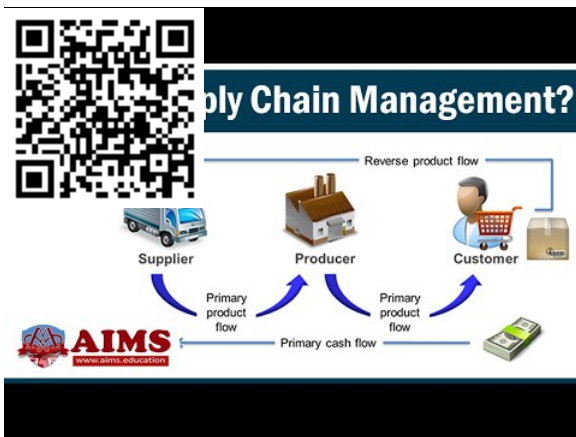 ply Chain Management?
Reverse product flow
Supplier
Producer
Customer
Primary
product
flow
Primary
product
flow
Primary cash flow
AIMS
www.aims.education